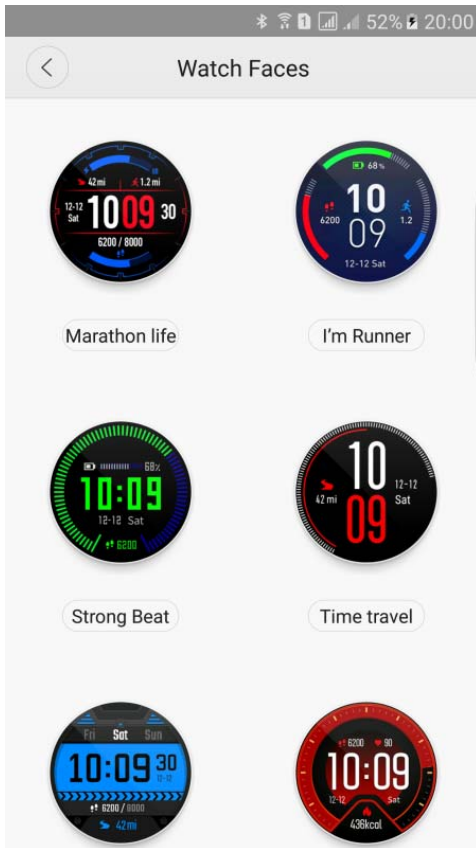 1 52% 20:00
Watch Faces
42 mi 1.2 mi
12-12
Sat
10 09 30
6200 / 8000
Marathon life
68%
10
09
6200
1.2
12-12 Sat
I'm Runner
68%
10:09
12-12 Sat
6200
Strong Beat
10
09
42 mi
12-12
Sat
Time travel
Fri Sat Sun
10:09 30
12-12
6200 / 8000
42mi
6200 90
10:09
12-12 Sat
436kcal